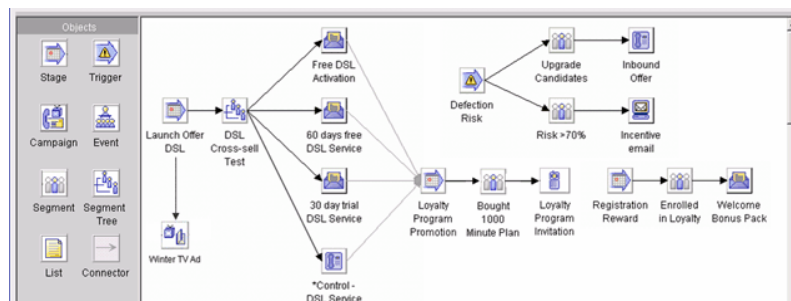 Objects
Stage
Trigger
Campaign
Event
Segment
Segment
Tree
List
Connector
Launch Offer
DSL
Winter TV Ad
DSL
Cross-sell
Test
Free DSL
Activation
60 days free
DSL Service
30 day trial
DSL Service
*Control -
DSL Service
Loyalty
Program
Promotion
Bought
1000
Minute Plan
Loyalty
Program
Invitation
Defection
Risk
Upgrade
Candidates
Inbound
Offer
Risk >70%
Incentive
email
Registration
Reward
Enrolled
in Loyalty
Welcome
Bonus Pack